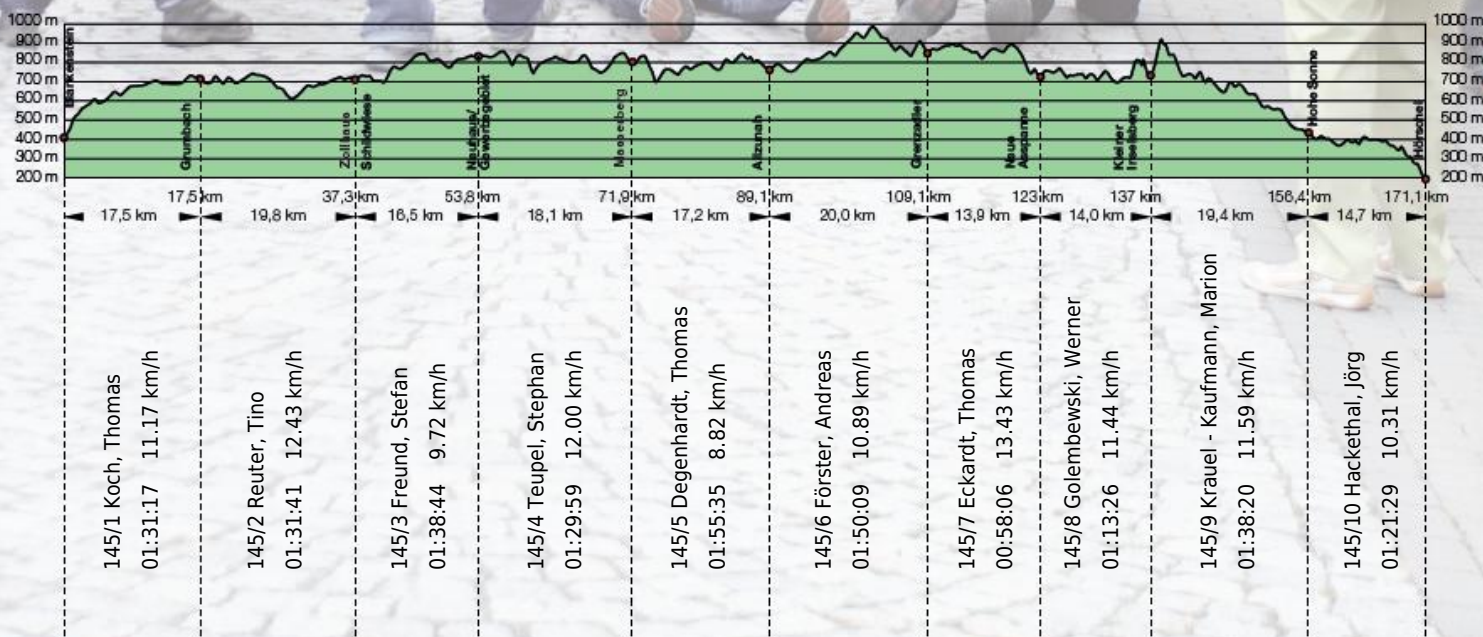 1000 m
900 m
800 m
700 m
600 m
500 m
400 m
300 m
200 m
1000 m
900 m
800 m
700 m
600 m
500 m
400 m
300 m
200 m
Blankenstein
Grumbach
Zollhaus
Schildwiese
Neuhaus/
Masserberg
Allzunah
Grenzadler
Neue
Ausspanne
Kleiner
Inselsberg
Hohe Sonne
Hörschel
17,5 km
37,3 km
53,8 km
71,9 km
89,1 km
109,1 km
123 km
137 km
156,4 km
171,1 km
17,5 km
19,8 km
16,5 km
18,1 km
17,2 km
20,0 km
13,9 km
14,0 km
19,4 km
14,7 km
145/1 Koch, Thomas
01:31:17 11.17 km/h
145/2 Reuter, Tino
01:31:41 12.43 km/h
145/3 Freund, Stefan
01:38:44 9.72 km/h
145/4 Teupel, Stephan
01:29:59 12.00 km/h
145/5 Degenhardt, Thomas
01:55:35 8.82 km/h
145/6 Förster, Andreas
01:50:09 10.89 km/h
145/7 Eckardt, Thomas
00:58:06 13.43 km/h
145/8 Golembewski, Werner
01:13:26 11.44 km/h
145/9 Krauel - Kaufmann, Marion
01:38:20 11.59 km/h
145/10 Hackethal, Jörg
01:21:29 10.31 km/h